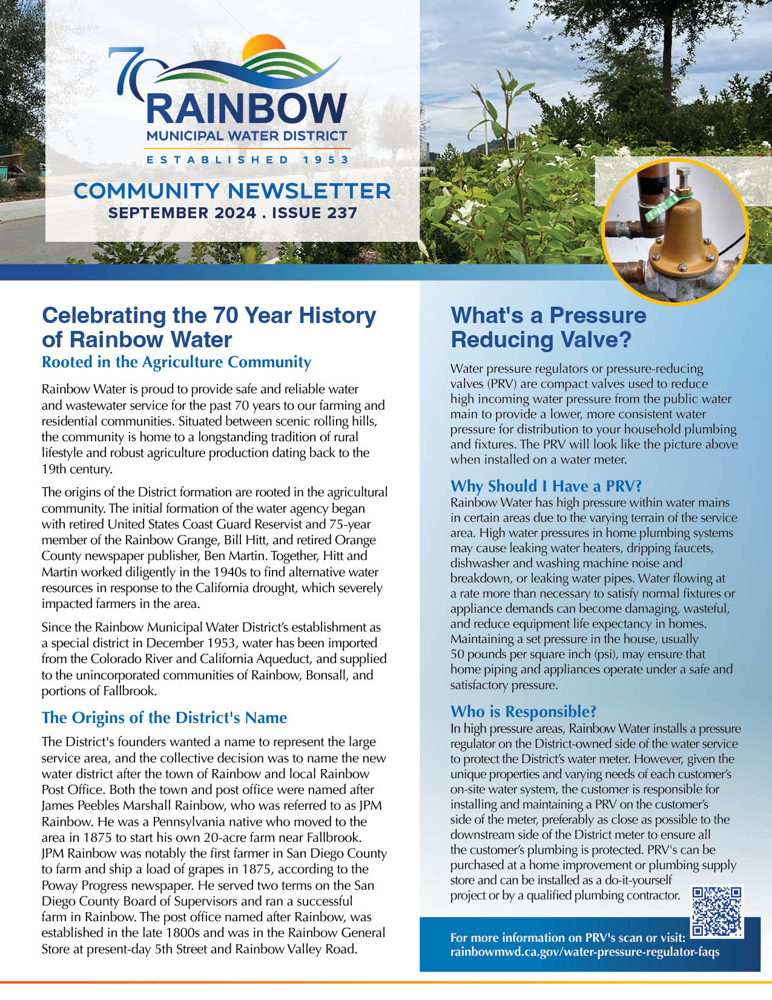 70
RAINBOW
MUNICIPAL WATER DISTRICT
ESTABLISHED 1953
COMMUNITY NEWSLETTER
SEPTEMBER 2024 . ISSUE 237
Celebrating the 70 Year History
of Rainbow Water
Rooted in the Agriculture Community
Rainbow Water is proud to provide safe and reliable water
and wastewater service for the past 70 years to our farming and
residential communities. Situated between scenic rolling hills,
the community is home to a longstanding tradition of rural
lifestyle and robust agriculture production dating back to the
19th century.
The origins of the District formation are rooted in the agricultural
community. The initial formation of the water agency began
with retired United States Coast Guard Reservist and 75-year
member of the Rainbow Grange, Bill Hitt, and retired Orange
County newspaper publisher, Ben Martin. Together, Hitt and
Martin worked diligently in the 1940s to find alternative water
resources in response to the California drought, which severely
impacted farmers in the area.
Since the Rainbow Municipal Water District’s establishment as
a special district in December 1953, water has been imported
from the Colorado River and California Aqueduct, and supplied
to the unincorporated communities of Rainbow, Bonsall, and
portions of Fallbrook.
The Origins of the District's Name
The District's founders wanted a name to represent the large
service area, and the collective decision was to name the new
water district after the town of Rainbow and local Rainbow
Post Office. Both the town and post office were named after
James Peebles Marshall Rainbow, who was referred to as JPM
Rainbow. He was a Pennsylvania native who moved to the
area in 1875 to start his own 20-acre farm near Fallbrook.
JPM Rainbow was notably the first farmer in San Diego County
to farm and ship a load of grapes in 1875, according to the
Poway Progress newspaper. He served two terms on the San
Diego County Board of Supervisors and ran a successful
farm in Rainbow. The post office named after Rainbow, was
established in the late 1800s and was in the Rainbow General
Store at present-day 5th Street and Rainbow Valley Road.
What's a Pressure
Reducing Valve?
Water pressure regulators or pressure-reducing
valves (PRV) are compact valves used to reduce
high incoming water pressure from the public water
main to provide a lower, more consistent water
pressure for distribution to your household plumbing
and fixtures. The PRV will look like the picture above
when installed on a water meter.
Why Should I Have a PRV?
Rainbow Water has high pressure within water mains
in certain areas due to the varying terrain of the service
area. High water pressures in home plumbing systems
may cause leaking water heaters, dripping faucets,
dishwasher and washing machine noise and
breakdown, or leaking water pipes. Water flowing at
a rate more than necessary to satisfy normal fixtures or
appliance demands can become damaging, wasteful,
and reduce equipment life expectancy in homes.
Maintaining a set pressure in the house, usually
50 pounds per square inch (psi), may ensure that
home piping and appliances operate under a safe and
satisfactory pressure.
Who is Responsible?
In high pressure areas, Rainbow Water installs a pressure
regulator on the District-owned side of the water service
to protect the District’s water meter. However, given the
unique properties and varying needs of each customer’s
on-site water system, the customer is responsible for
installing and maintaining a PRV on the customer’s
side of the meter, preferably as close as possible to the
downstream side of the District meter to ensure all
the customer’s plumbing is protected. PRV's can be
purchased at a home improvement or plumbing supply
store and can be installed as a do-it-yourself
project or by a qualified plumbing contractor.
For more information on PRV's scan or visit:
rainbowmwd.ca.gov/water-pressure-regulator-faqs